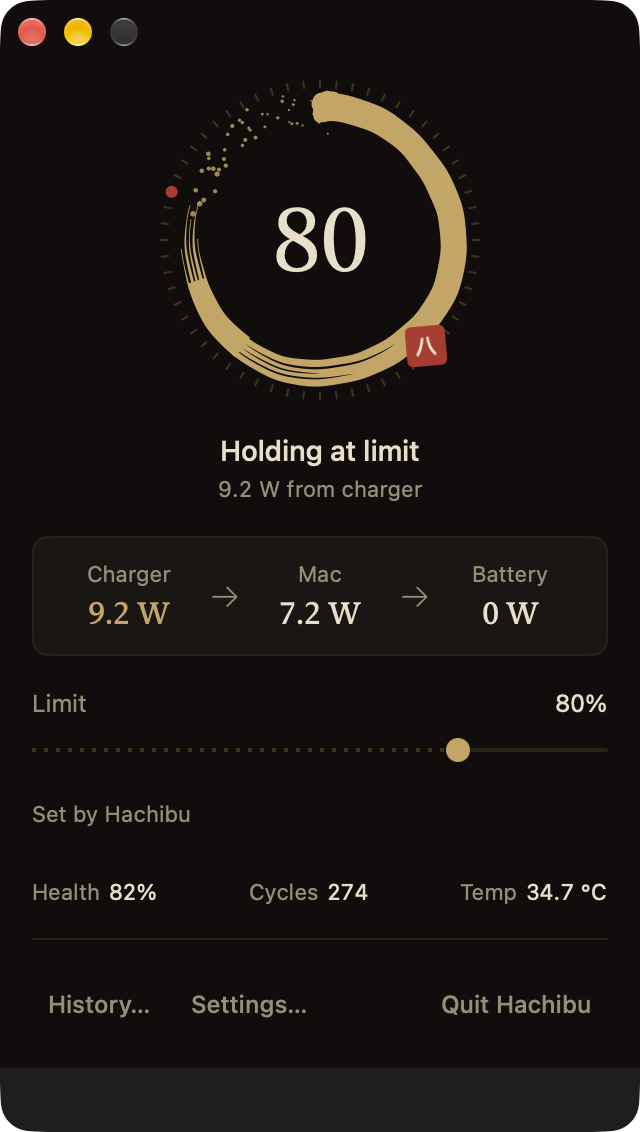 80
八
Holding at limit
9.2 W from charger
Charger → Mac → Battery
9.2 W 7.2 W 0 W
Limit 80%
Set by Hachibu
Health 82% Cycles 274 Temp 34.7 °C
History... Settings... Quit Hachibu